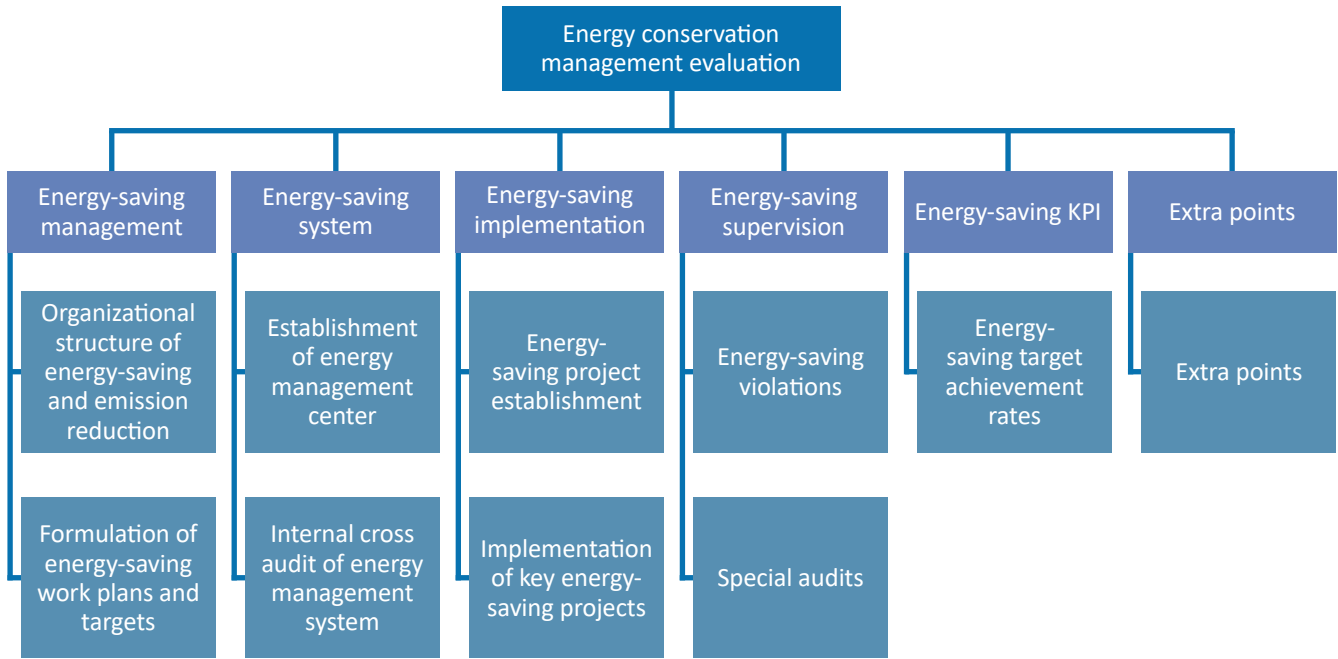 Energy conservation
management evaluation
Energy-saving
management
Energy-saving
system
Energy-saving
implementation
Energy-saving
supervision
Energy-saving KPI
Extra points
Organizational
structure of
energy-saving
and emission
reduction
Establishment
of energy
management
center
Energy-
saving project
establishment
Energy-saving
violations
Energy-
saving target
achievement
rates
Extra points
Formulation of
energy-saving
work plans and
targets
Internal cross
audit of energy
management
system
Implementation
of key energy-
saving projects
Special audits